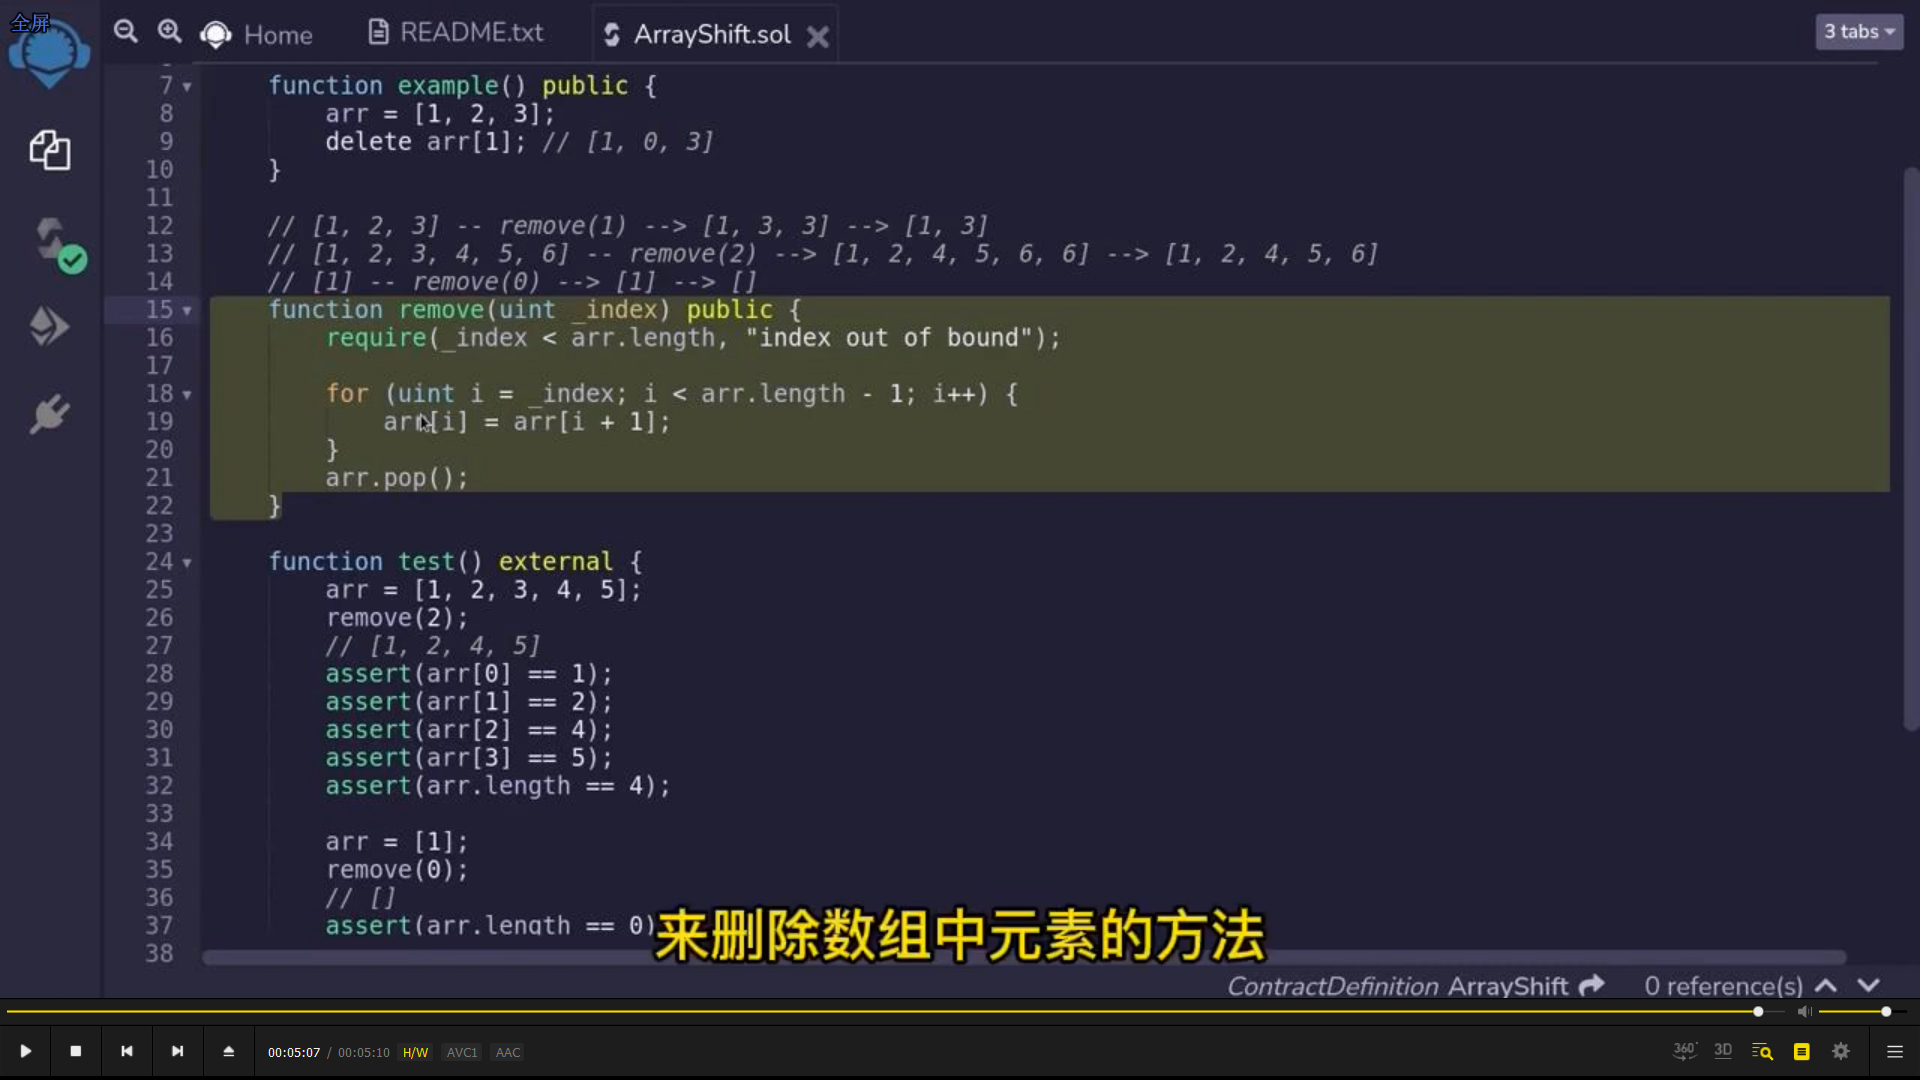 全屏
Home
README.txt
ArrayShift.sol
3 tabs
7 function example() public {
8 arr = [1, 2, 3];
9 delete arr[1]; // [1, 0, 3]
10 }
11
12 // [1, 2, 3] -- remove(1) --> [1, 3, 3] --> [1, 3]
13 // [1, 2, 3, 4, 5, 6] -- remove(2) --> [1, 2, 4, 5, 6, 6] --> [1, 2, 4, 5, 6]
14 // [1] -- remove(0) --> [1] --> []
15 function remove(uint _index) public {
16 require(_index < arr.length, "index out of bound");
17
18 for (uint i = _index; i < arr.length - 1; i++) {
19 arr[i] = arr[i + 1];
20 }
21 arr.pop();
22 }
23
24 function test() external {
25 arr = [1, 2, 3, 4, 5];
26 remove(2);
27 // [1, 2, 4, 5]
28 assert(arr[0] == 1);
29 assert(arr[1] == 2);
30 assert(arr[2] == 4);
31 assert(arr[3] == 5);
32 assert(arr.length == 4);
33
34 arr = [1];
35 remove(0);
36 // []
37 assert(arr.length == 0)
38
来删除数组中元素的方法
ContractDefinition ArrayShift 0 reference(s)
00:05:07 / 00:05:10 H/W AVC1 AAC
360° 3D